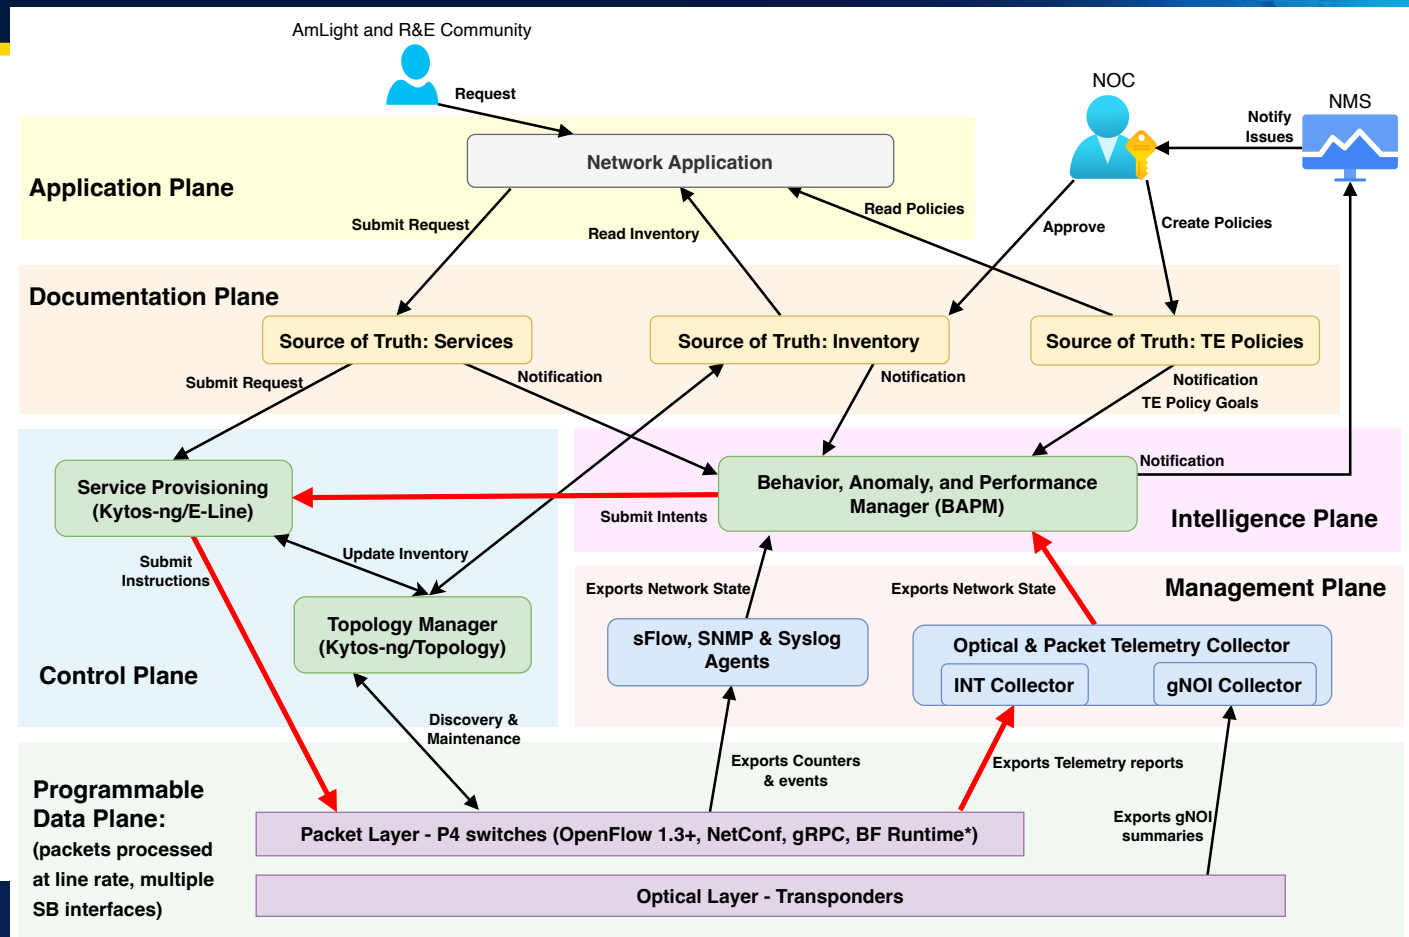 AmLight and R&E Community
Request
NOC
NMS
Notify
Issues
Application Plane
Network Application
Submit Request
Read Inventory
Read Policies
Approve
Create Policies
Documentation Plane
Source of Truth: Services
Source of Truth: Inventory
Source of Truth: TE Policies
Submit Request
Notification
Notification
Notification
TE Policy Goals
Service Provisioning
(Kytos-ng/E-Line)
Behavior, Anomaly, and Performance
Manager (BAPM)
Notification
Submit Intents
Intelligence Plane
Submit
Instructions
Update Inventory
Exports Network State
Exports Network State
Management Plane
Topology Manager
(Kytos-ng/Topology)
sFlow, SNMP & Syslog
Agents
Optical & Packet Telemetry Collector
INT Collector
gNOI Collector
Control Plane
Discovery &
Maintenance
Exports Counters
& events
Exports Telemetry reports
Exports gNOI
summaries
Programmable
Data Plane:
(packets processed
at line rate, multiple
SB interfaces)
Packet Layer - P4 switches (OpenFlow 1.3+, NetConf, gRPC, BF Runtime*)
Optical Layer - Transponders